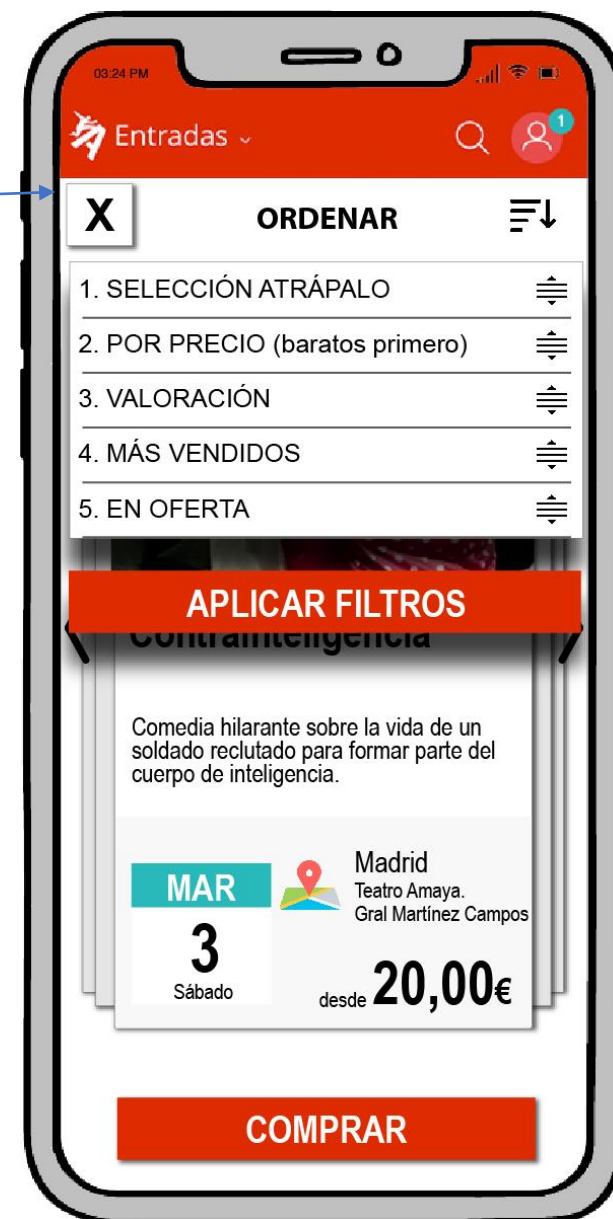 03:24 PM
Entradas
1
X
ORDENAR
1. SELECCIÓN ATRÁPALO
2. POR PRECIO (baratos primero)
3. VALORACIÓN
4. MÁS VENDIDOS
5. EN OFERTA
APLICAR FILTROS
Contrainteligencia
Comedia hilarante sobre la vida de un
soldado reclutado para formar parte del
cuerpo de inteligencia.
MAR
3
Sábado
Madrid
Teatro Amaya.
Gral Martínez Campos
desde 20,00€
COMPRAR